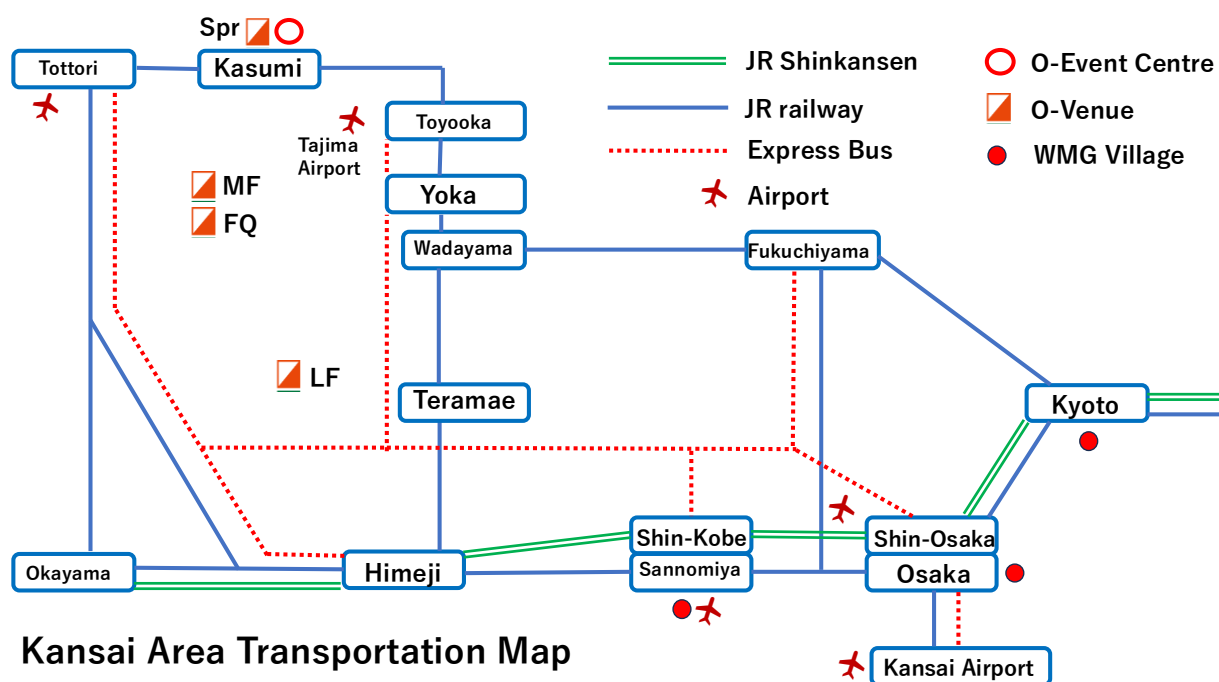 Spr
Tottori
Kasumi
JR Shinkansen
O-Event Centre
JR railway
O-Venue
Toyooka
Tajima
Airport
Express Bus
WMG Village
MF
Yoka
Airport
FQ
Wadayama
Fukuchiyama
LF
Teramae
Kyoto
Shin-Kobe
Shin-Osaka
Okayama
Himeji
Sannomiya
Osaka
Kansai Area Transportation Map
Kansai Airport